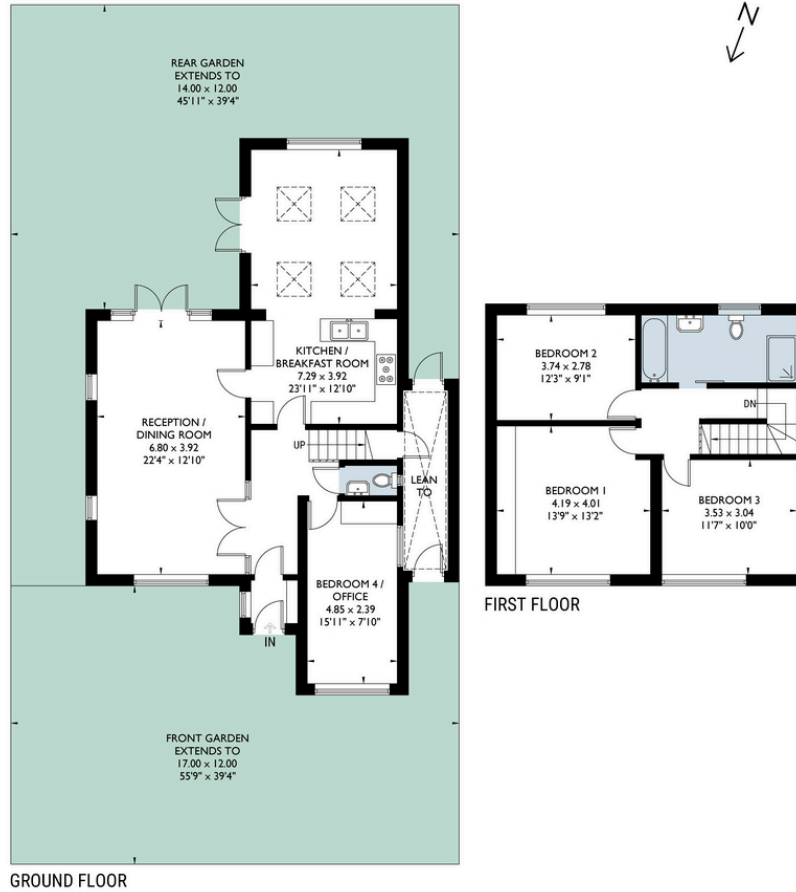 N
REAR GARDEN
EXTENDS TO
14.00 x 12.00
45'11" x 39'4"
KITCHEN /
BREAKFAST ROOM
7.29 x 3.92
23'11" x 12'10"
RECEPTION /
DINING ROOM
6.80 x 3.92
22'4" x 12'10"
UP
LEAN
TO
BEDROOM 4 /
OFFICE
4.85 x 2.39
15'11" x 7'10"
IN
FRONT GARDEN
EXTENDS TO
17.00 x 12.00
55'9" x 39'4"
GROUND FLOOR
BEDROOM 2
3.74 x 2.78
12'3" x 9'1"
DN
BEDROOM 1
4.19 x 4.01
13'9" x 13'2"
BEDROOM 3
3.53 x 3.04
11'7" x 10'0"
FIRST FLOOR